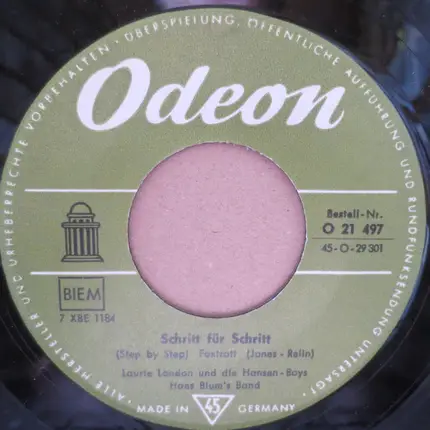 · ALLE HERSTELLER UND URHEBERRECHTE VORBEHALTEN · ÜBERSPIELUNG, ÖFFENTLICHE AUFFÜHRUNG UND RUNDFUNKSENDUNG UNTERSAGT ·
Odeon
Bestell-Nr.
O 21 497
45-O-29 301
BIEM
7 XBE 1184
Schritt für Schritt
(Step by Step) Foxtrott (Jones - Relin)
Laurie London und die Hansen-Boys
Hans Blum's Band
MADE IN 45 GERMANY